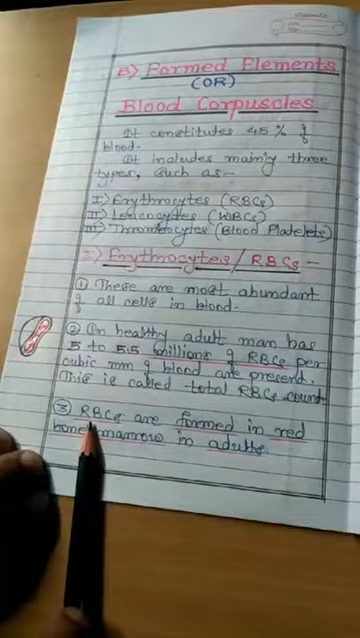 classmate
Date
Page
B) Formed Elements
(OR)
Blood Corpuscles
It constitutes 45% of
blood.
It includes mainly three
types, such as—
I) Erythrocytes (RBCs)
II) Leucocytes (WBCs)
III) Thrombocytes (Blood Platelets)
I) Erythrocytes / RBCs —
① These are most abundant
of all cells in blood.
② In healthy adult man has
5 to 5.5 millions of RBCs per
cubic mm of blood are present.
This is called total RBCs count
③ RBCs are formed in red
bone marrow in adults.